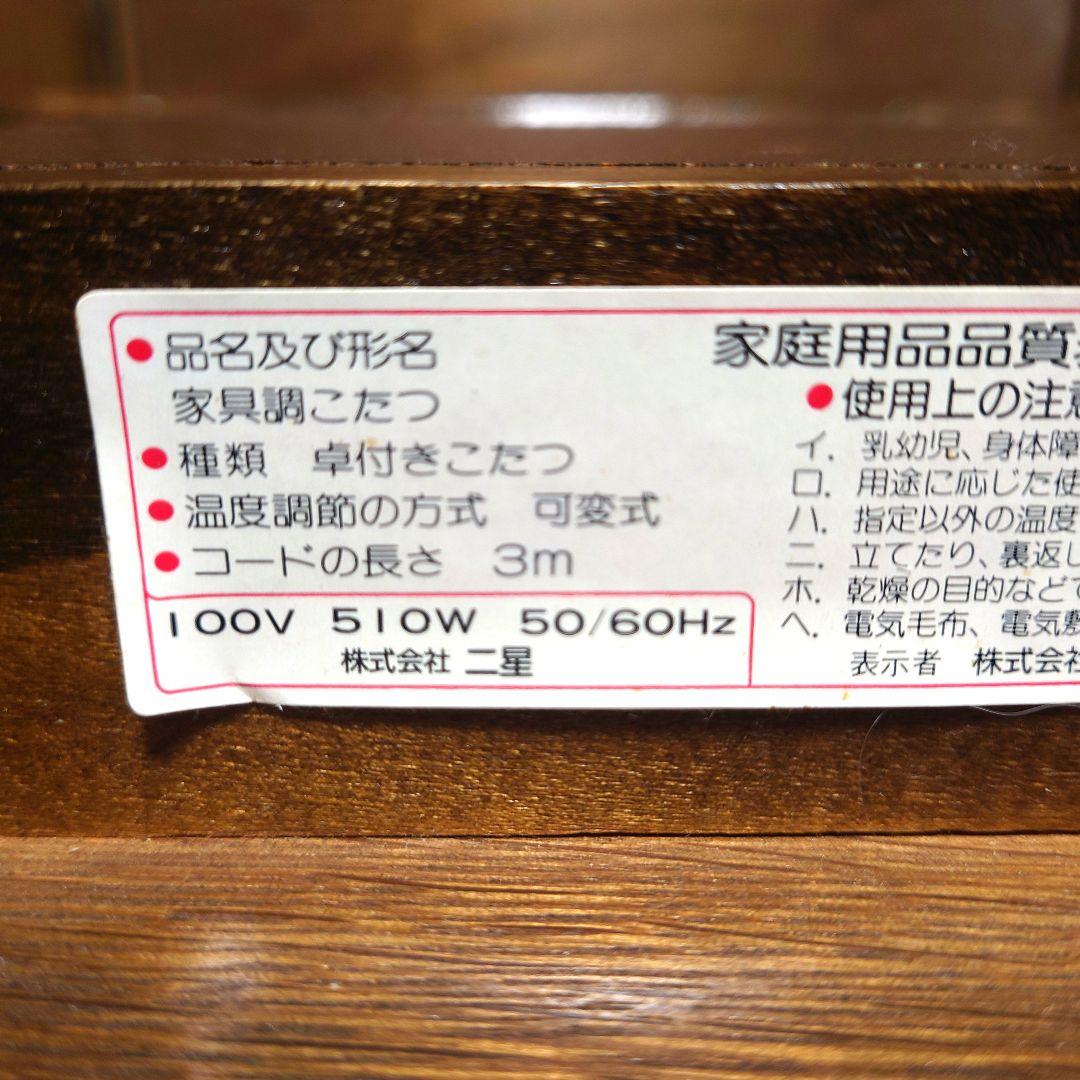 ●品名及び形名
家具調こたつ
●種類 卓付きこたつ
●温度調節の方式 可変式
●コードの長さ 3m
100V 510W 50/60Hz
株式会社 二星
家庭用品品質
●使用上の注意
イ. 乳幼児、身体障
ロ. 用途に応じた使
ハ. 指定以外の温度
ニ. 立てたり、裏返し
ホ. 乾燥の目的などで
ヘ. 電気毛布、電気敷
表示者 株式会社